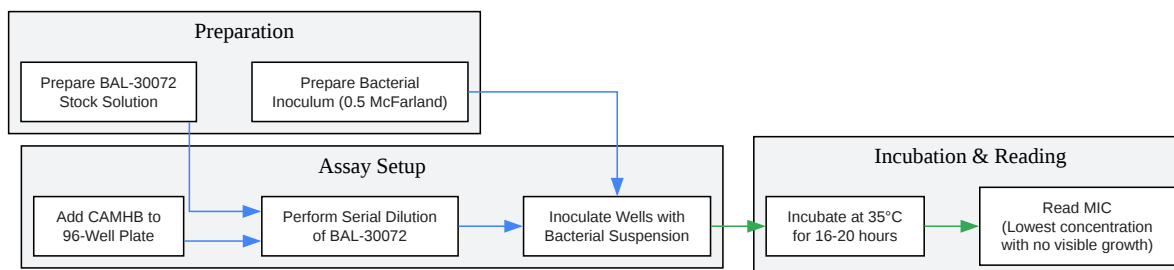 Preparation
Prepare BAL-30072
Stock Solution
Prepare Bacterial
Inoculum (0.5 McFarland)
Assay Setup
Add CAMHB to
96-Well Plate
Perform Serial Dilution
of BAL-30072
Inoculate Wells with
Bacterial Suspension
Incubation & Reading
Incubate at 35°C
for 16-20 hours
Read MIC
(Lowest concentration
with no visible growth)